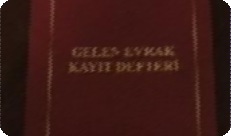 GELEN EVRAK
KAYIT DEFTERİ